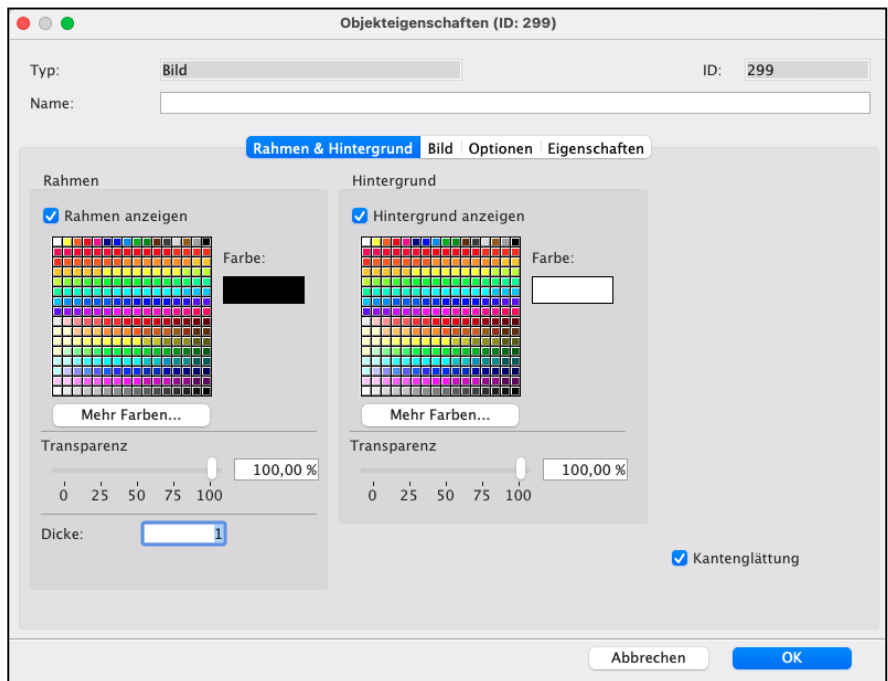 Objekteigenschaften (ID: 299)
Typ: Bild ID: 299
Name:
Rahmen & Hintergrund Bild Optionen Eigenschaften
Rahmen Hintergrund
Rahmen anzeigen Hintergrund anzeigen
Farbe: Farbe:
Mehr Farben... Mehr Farben...
Transparenz Transparenz
100,00 % 100,00 %
0 25 50 75 100 0 25 50 75 100
Dicke: 1
Kantenglättung
Abbrechen OK